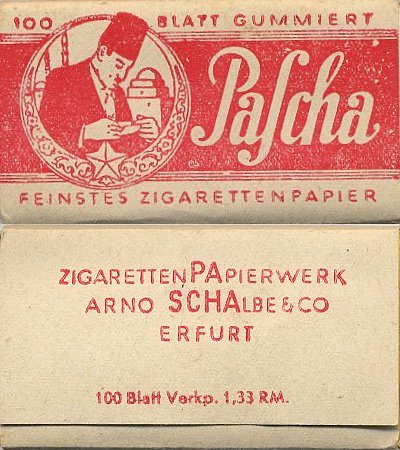 100 BLATT GUMMIERT
Pascha
FEINSTES ZIGARETTENPAPIER
ZIGARETTENPAPIERWERK
ARNO SCHALBE & CO
ERFURT
100 Blatt Verkp. 1,33 RM.